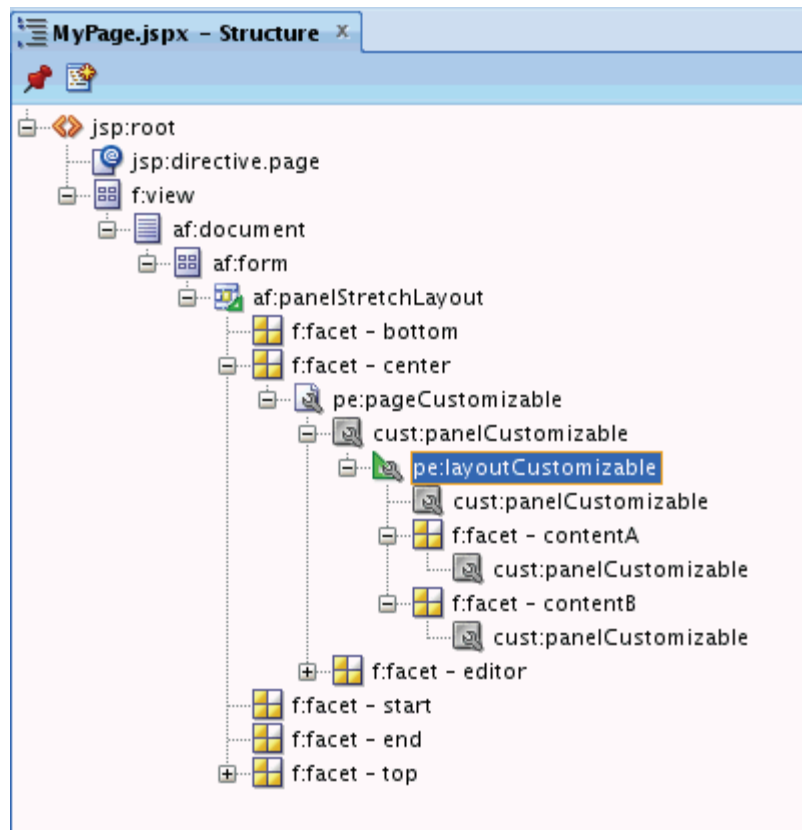 MyPage.jspx – Structure
jsp:root
jsp:directive.page
f:view
af:document
af:form
af:panelStretchLayout
f:facet – bottom
f:facet – center
pe:pageCustomizable
cust:panelCustomizable
pe:layoutCustomizable
cust:panelCustomizable
f:facet – contentA
cust:panelCustomizable
f:facet – contentB
cust:panelCustomizable
f:facet – editor
f:facet – start
f:facet – end
f:facet – top